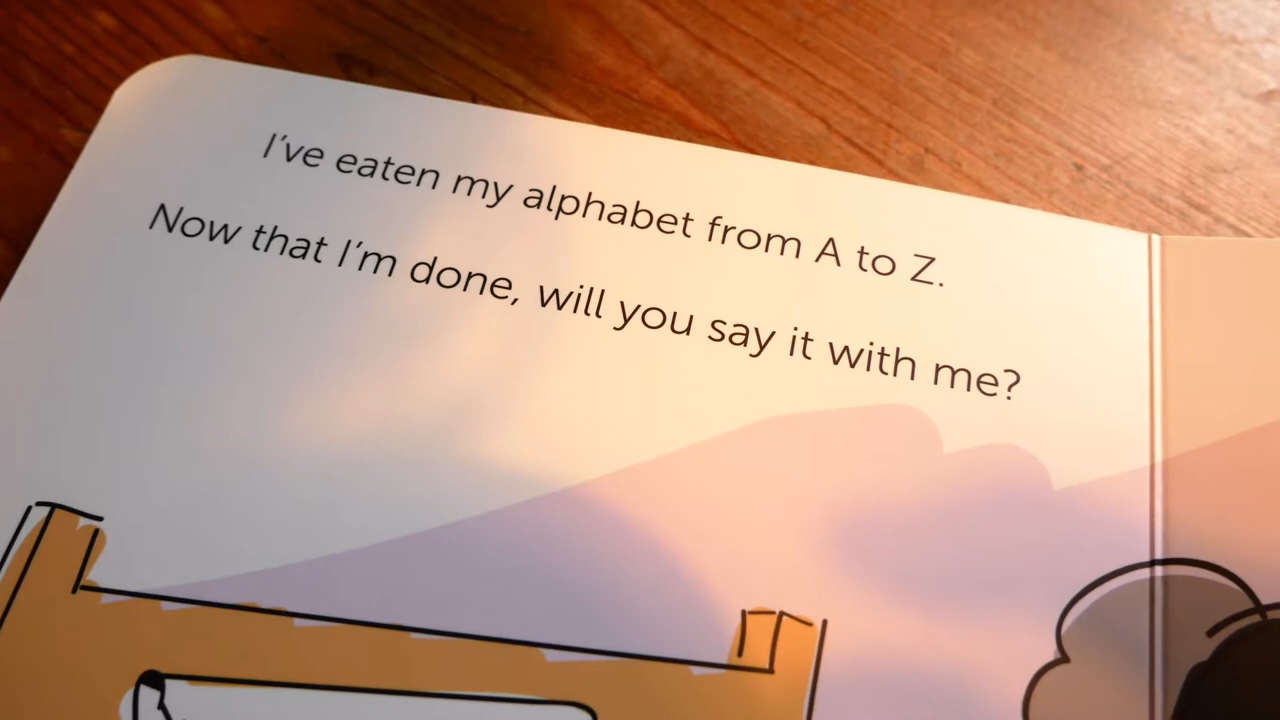 I've eaten my alphabet from A to Z.
Now that I'm done, will you say it with me?